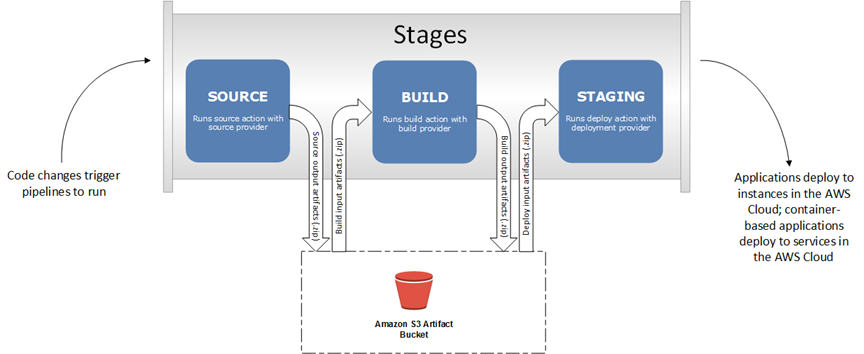 Stages
SOURCE
Runs source action with
source provider
BUILD
Runs build action with
build provider
STAGING
Runs deploy action with
deployment provider
Code changes trigger
pipelines to run
Source output artifacts (.zip)
Build input artifacts (.zip)
Build output artifacts (.zip)
Deploy input artifacts (.zip)
Applications deploy to
instances in the AWS
Cloud; container-
based applications
deploy to services in
the AWS Cloud
Amazon S3 Artifact
Bucket